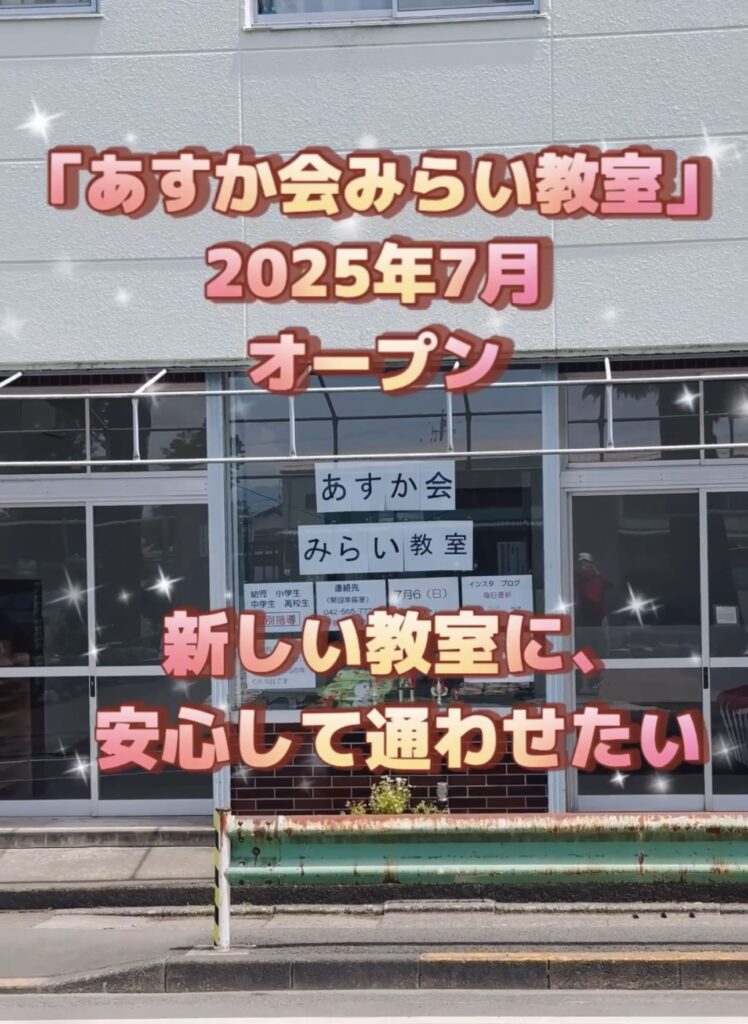 「あすか会みらい教室」
2025年7月
オープン
あすか会
みらい教室
幼児 小学生
中学生 高校生
連絡先
(開設準備室)
7月6(日)
インスタ ブログ
毎日更新
新しい教室に、
安心して通わせたい